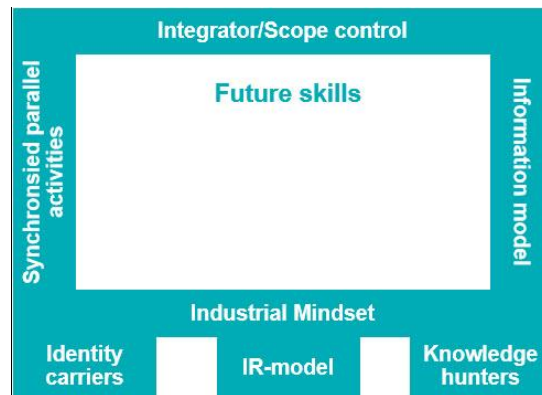 Integrator/Scope control
Future skills
Synchronsied parallel
activities
Information model
Industrial Mindset
Identity
carriers
IR-model
Knowledge
hunters